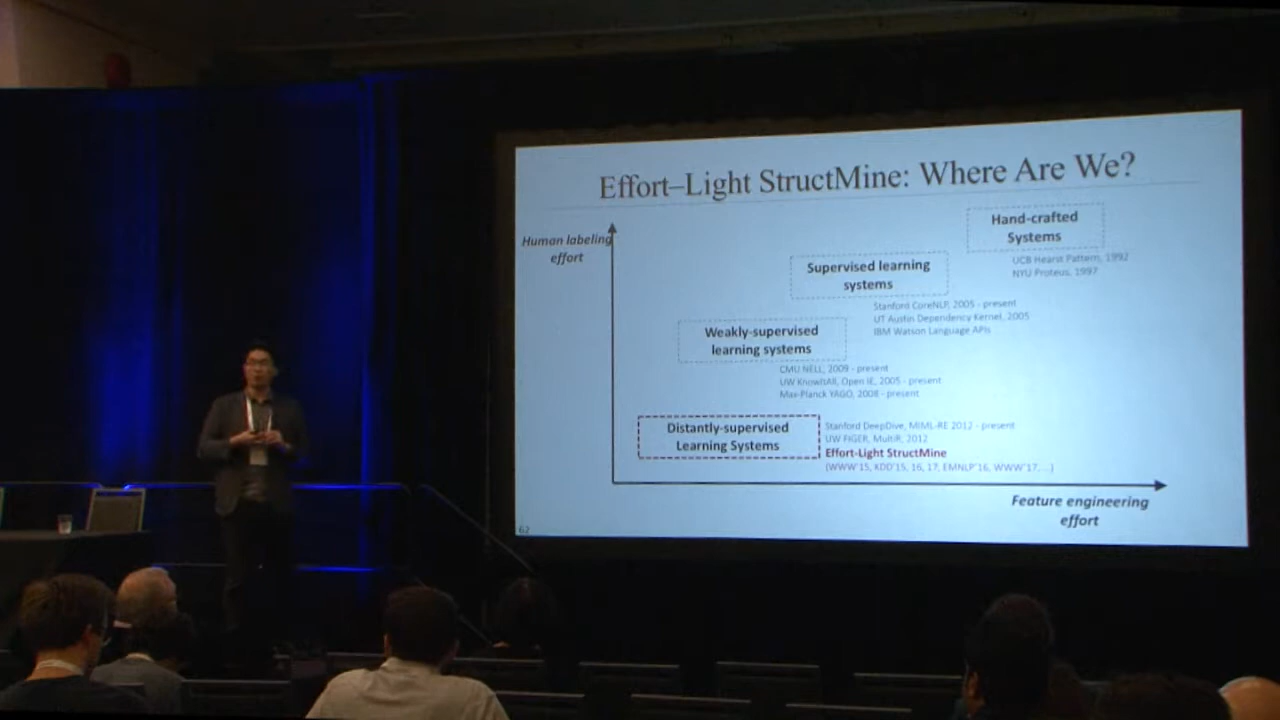 Effort–Light StructMine: Where Are We?
Human labeling
effort
Hand-crafted
Systems
UCB Hearst Pattern, 1992
NYU Proteus, 1997
Supervised learning
systems
Stanford CoreNLP, 2005 - present
UT Austin Dependency Kernel, 2005
IBM Watson Language APIs
Weakly-supervised
learning systems
CMU NELL, 2009 - present
UW KnowItAll, Open IE, 2005 - present
Max-Planck YAGO, 2008 - present
Distantly-supervised
Learning Systems
Stanford DeepDive, MIML-RE 2012 - present
UW FIGER, MultiR, 2012
Effort-Light StructMine
(WWW'15, KDD'15, 16, 17, EMNLP'16, WWW'17,...)
Feature engineering
effort
62